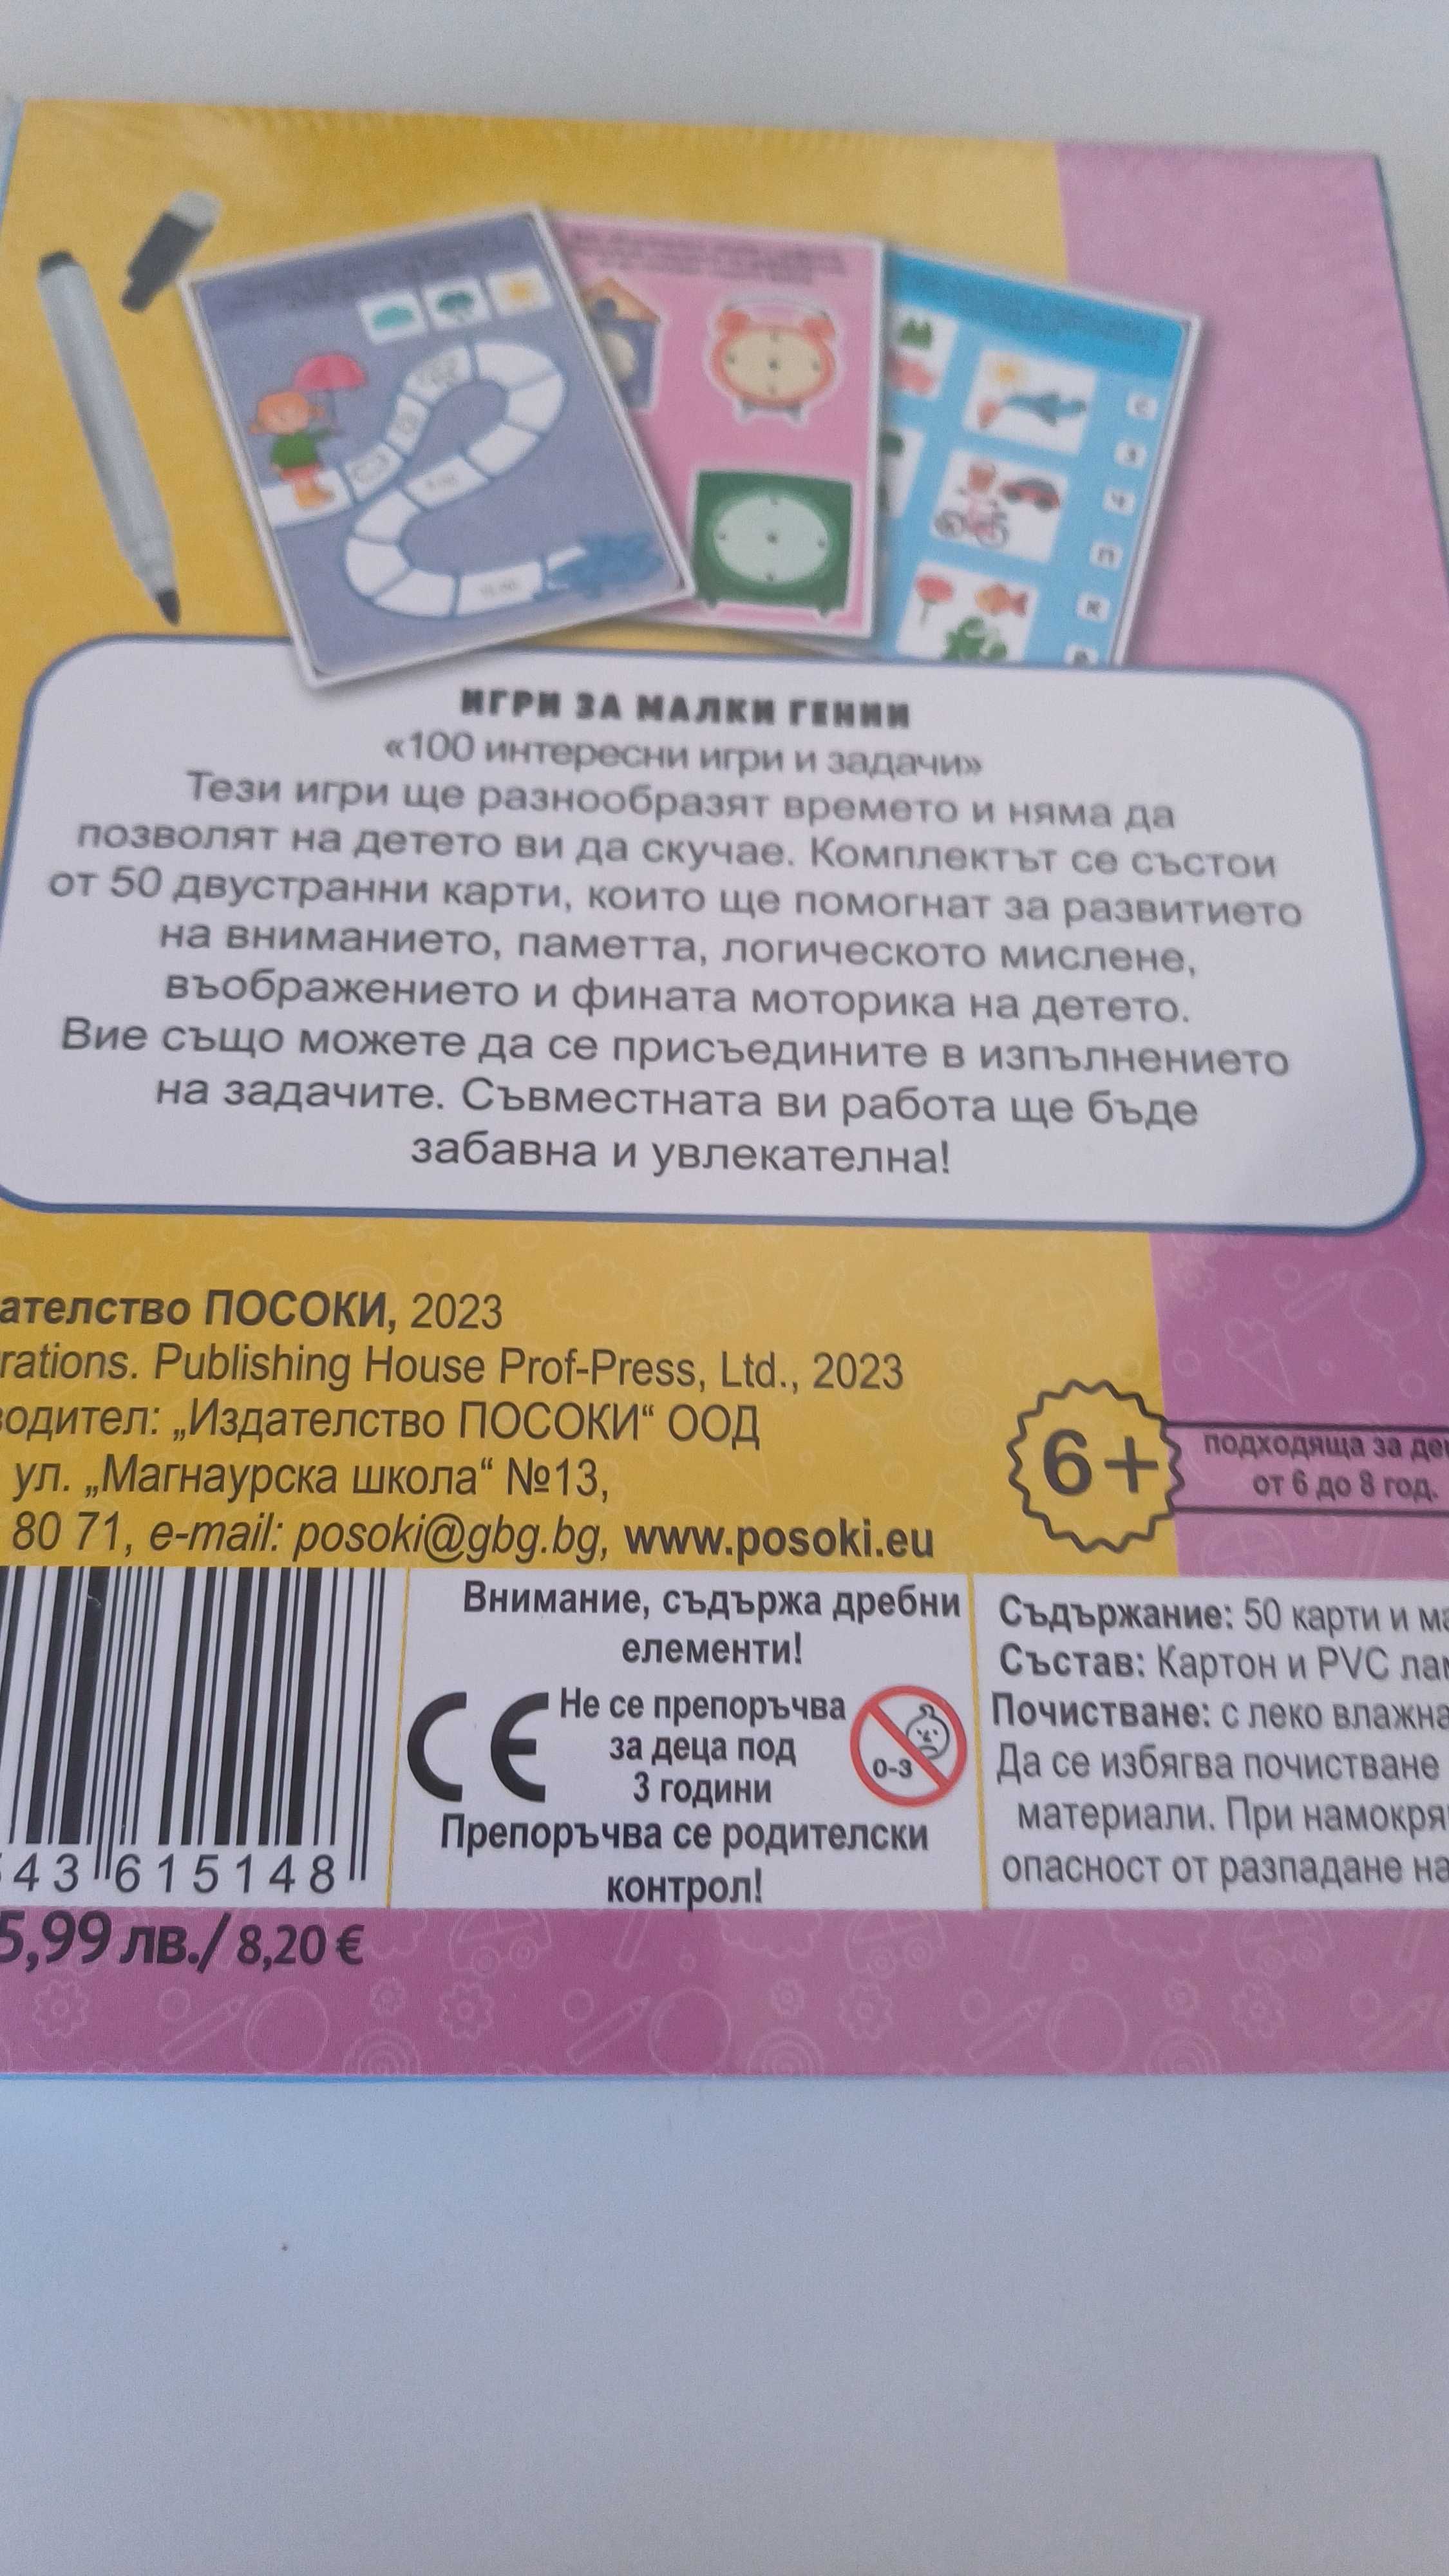 ИГРИ ЗА МАЛКИ ГЕНИИ
«100 интересни игри и задачи»
Тези игри ще разнообразят времето и няма да
позволят на детето ви да скучае. Комплектът се състои
от 50 двустранни карти, които ще помогнат за развитието
на вниманието, паметта, логическото мислене,
въображението и фината моторика на детето.
Вие също можете да се присъедините в изпълнението
на задачите. Съвместната ви работа ще бъде
забавна и увлекателна!
ателство ПОСОКИ, 2023
rations. Publishing House Prof-Press, Ltd., 2023
водител: „Издателство ПОСОКИ“ ООД
ул. „Магнаурска школа“ №13,
80 71, e-mail: posoki@gbg.bg, www.posoki.eu
6+
подходяща за де
от 6 до 8 год.
Внимание, съдържа дребни
елементи!
CE
Не се препоръчва
за деца под
3 години
0-3
Препоръчва се родителски
контрол!
Съдържание: 50 карти и ма
Състав: Картон и PVC ла
Почистване: с леко влажна
Да се избягва почистване
материали. При намокря
опасност от разпадане на
43 615148
5,99 лв./ 8,20 €